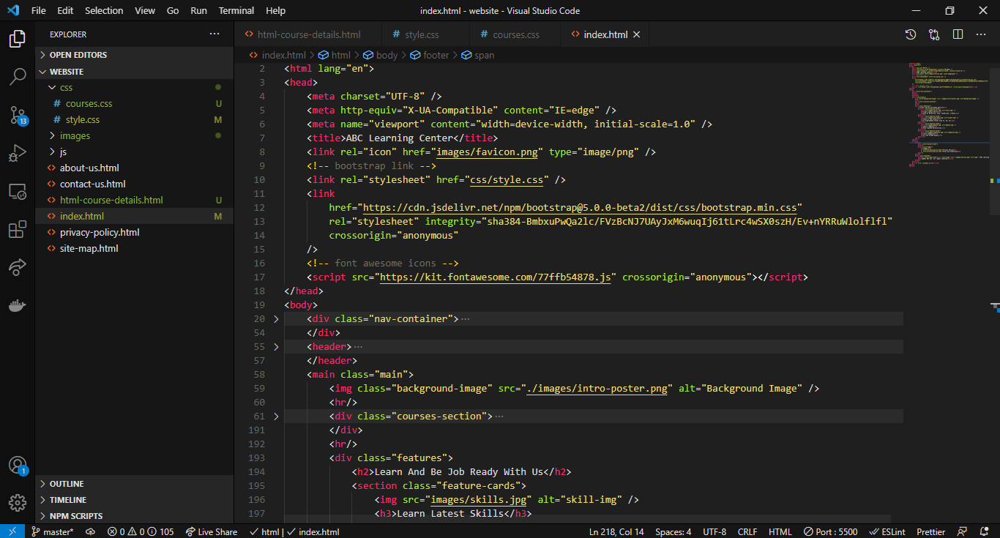 File Edit Selection View Go Run Terminal Help index.html - website - Visual Studio Code
EXPLORER
OPEN EDITORS
WEBSITE
css
courses.css U
style.css M
images
js
about-us.html
contact-us.html
html-course-details.html U
index.html M
privacy-policy.html
site-map.html
OUTLINE
TIMELINE
NPM SCRIPTS
13
1
html-course-details.html style.css courses.css index.html
index.html > html > body > footer > span
2 <html lang="en">
3 <head>
4 <meta charset="UTF-8" />
5 <meta http-equiv="X-UA-Compatible" content="IE=edge" />
6 <meta name="viewport" content="width=device-width, initial-scale=1.0" />
7 <title>ABC Learning Center</title>
8 <link rel="icon" href="images/favicon.png" type="image/png" />
9 <!-- bootstrap link -->
10 <link rel="stylesheet" href="css/style.css" />
11 <link
12 href="https://cdn.jsdelivr.net/npm/bootstrap@5.0.0-beta2/dist/css/bootstrap.min.css"
13 rel="stylesheet" integrity="sha384-BmbxuPwQa2lc/FVzBcNJ7UAyJxM6wuqIj61tLrc4wSX0szH/Ev+nYRRuWlolflfl"
14 crossorigin="anonymous"
15 />
16 <!-- font awesome icons -->
17 <script src="https://kit.fontawesome.com/77ffb54878.js" crossorigin="anonymous"></script>
18 </head>
19 <body>
20 <div class="nav-container">···
54 </div>
55 <header>···
57 </header>
58 <main class="main">
59 <img class="background-image" src="./images/intro-poster.png" alt="Background Image" />
60 <hr/>
61 <div class="courses-section">···
191 </div>
192 <hr/>
193 <div class="features">
194 <h2>Learn And Be Job Ready With Us</h2>
195 <section class="feature-cards">
196 <img src="images/skills.jpg" alt="skill-img" />
197 <h3>Learn Latest Skills</h3>
master* 0 0 105 Live Share html | index.html Ln 218, Col 14 Spaces: 4 UTF-8 CRLF HTML Port : 5500 ESLint Prettier